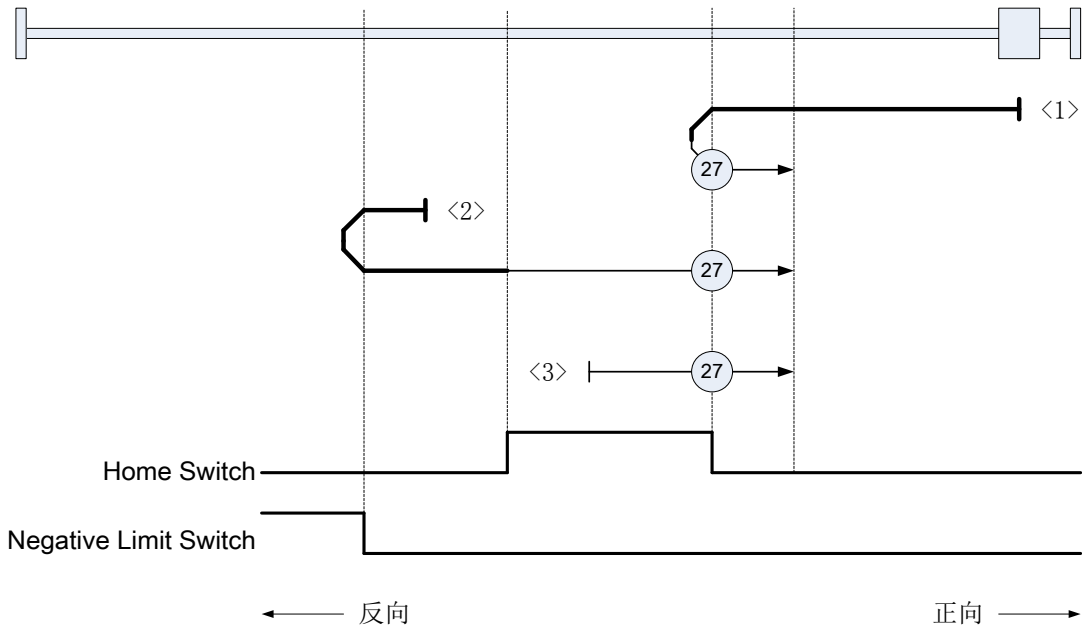 <1>
27
<2>
27
<3>
27
Home Switch
Negative Limit Switch
反向
正向